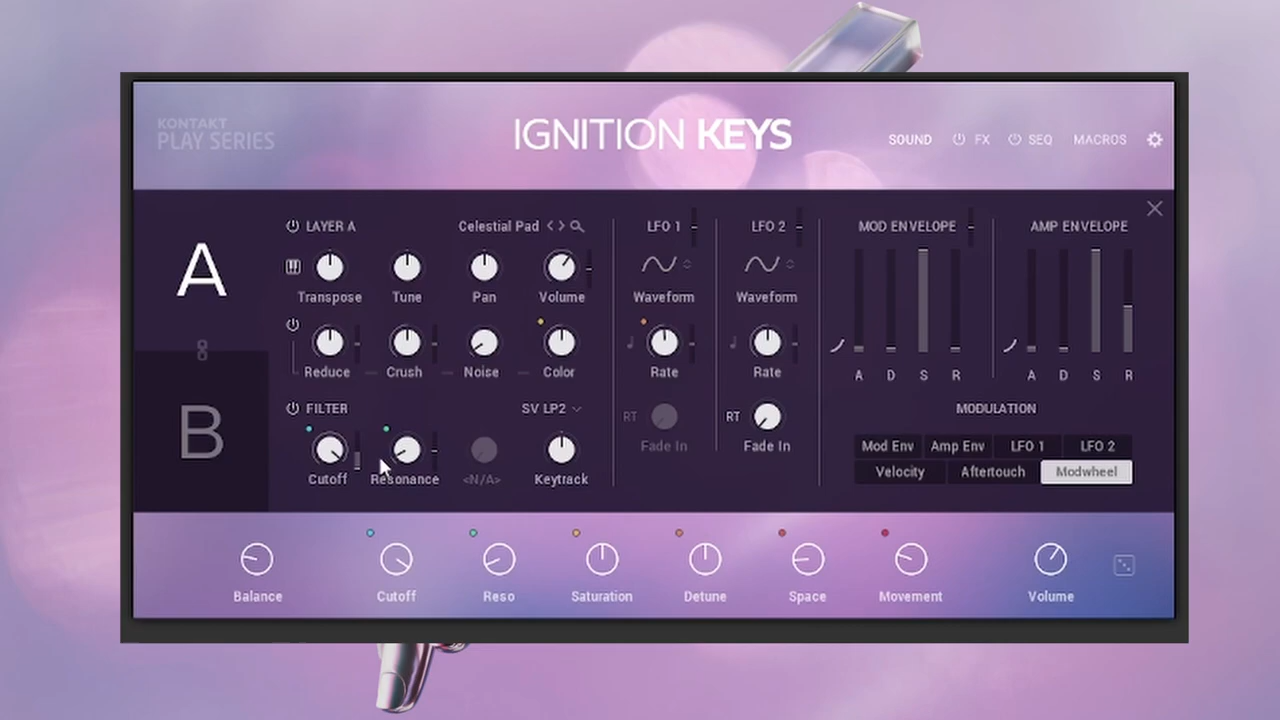 KONTAKT
PLAY SERIES
IGNITION KEYS
SOUND FX SEQ MACROS
A
LAYER A Celestial Pad
Transpose Tune Pan Volume
Reduce Crush Noise Color
B
FILTER SV LP2
Cutoff Resonance <N/A> Keytrack
LFO 1
Waveform
Rate
RT
Fade In
LFO 2
Waveform
Rate
RT
Fade In
MOD ENVELOPE
A D S R
AMP ENVELOPE
A D S R
MODULATION
Mod Env Amp Env LFO 1 LFO 2
Velocity Aftertouch Modwheel
Balance Cutoff Reso Saturation Detune Space Movement Volume